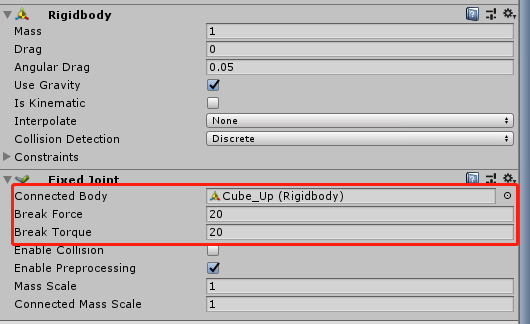 Rigidbody
Mass 1
Drag 0
Angular Drag 0.05
Use Gravity
Is Kinematic
Interpolate None
Collision Detection Discrete
Constraints
Fixed Joint
Connected Body Cube_Up (Rigidbody)
Break Force 20
Break Torque 20
Enable Collision
Enable Preprocessing
Mass Scale 1
Connected Mass Scale 1